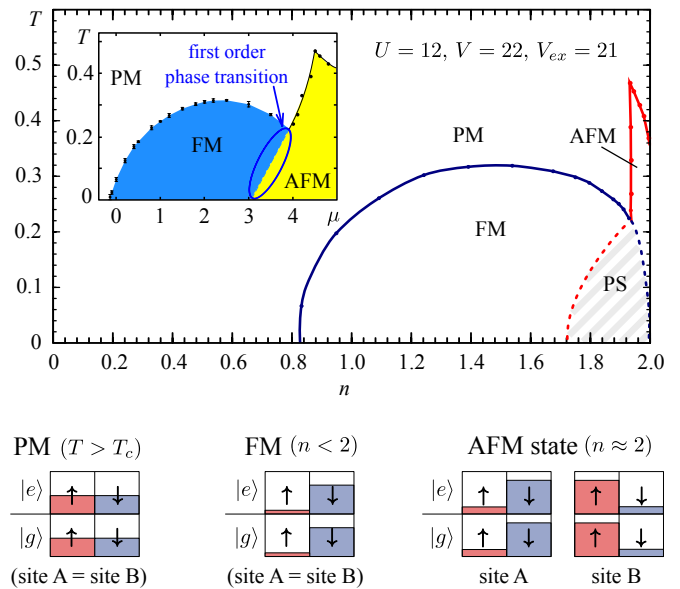 U = 12, V = 22, V_ex = 21
T
0.4
0.3
0.2
0.1
0
0
0.2
0.4
0.6
0.8
1.0
1.2
1.4
1.6
1.8
2.0
n
PM
FM
AFM
PS
T
0.4
0.2
0
0
1
2
3
4
μ
PM
FM
AFM
first order
phase transition
PM (T > T_c)
|e⟩ ↑ ↓
|g⟩ ↑ ↓
(site A = site B)
FM (n < 2)
|e⟩ ↑ ↓
|g⟩ ↑ ↓
(site A = site B)
AFM state (n ≈ 2)
|e⟩ ↑ ↓ ↑ ↓
|g⟩ ↑ ↓ ↑ ↓
site A site B